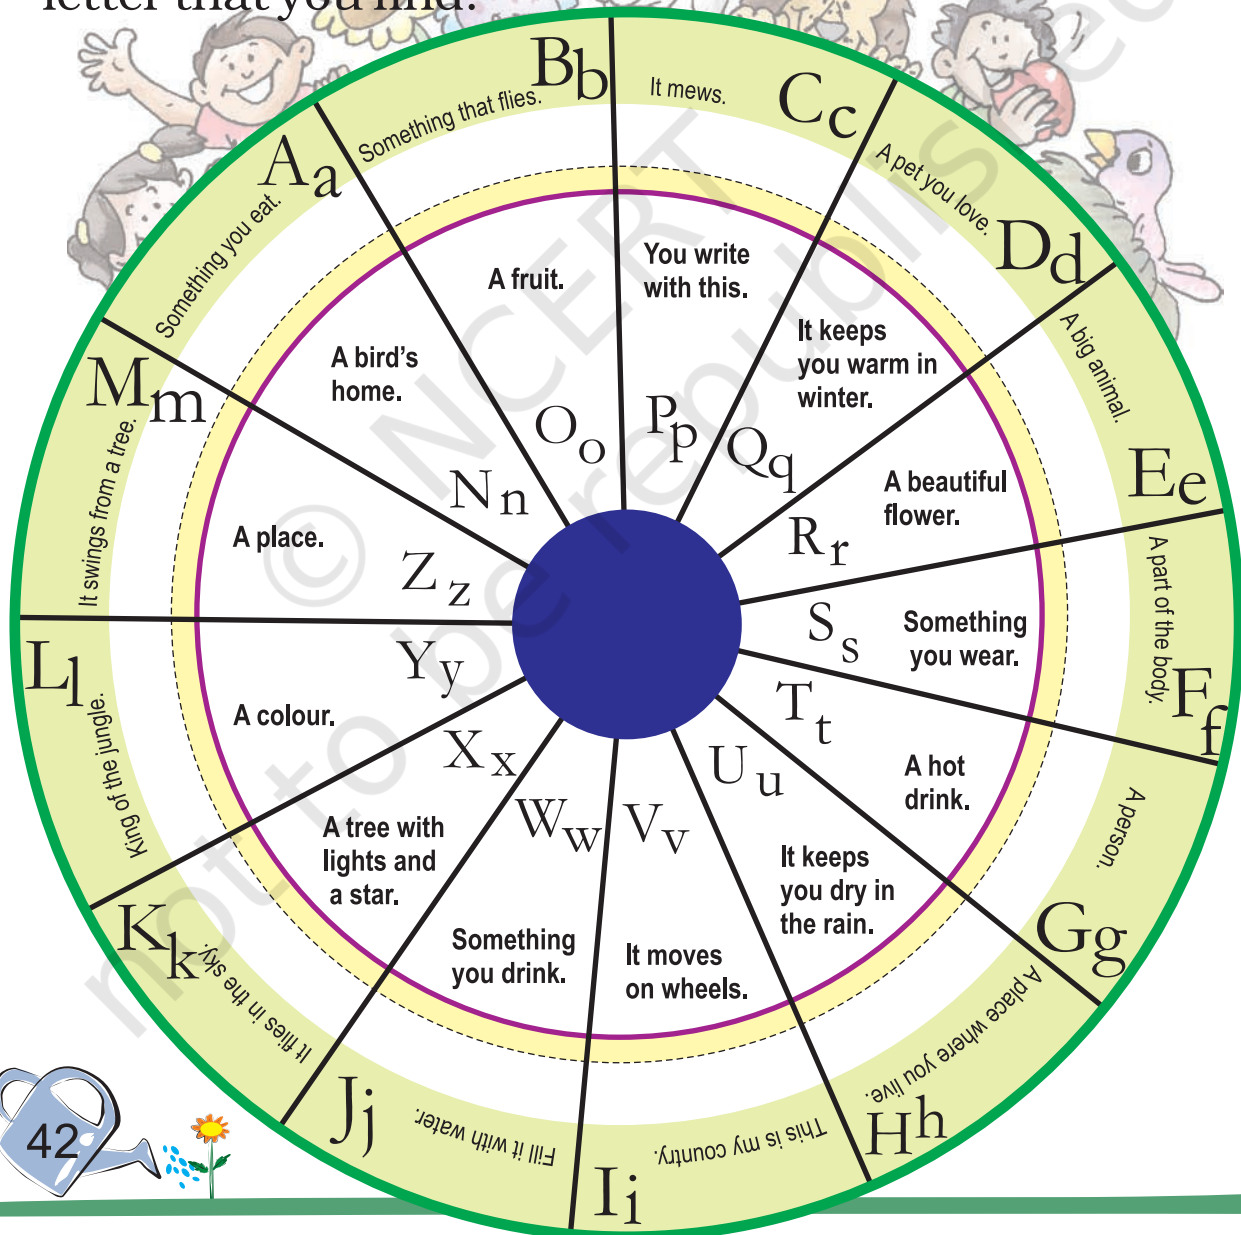 letter that you find.
Aa
Something you eat.
Bb
Something that flies.
Cc
It mews.
Dd
A pet you love.
Ee
A big animal.
Ff
A part of the body.
Gg
A person.
Hh
A place where you live.
Ii
This is my country.
Jj
Fill it with water.
Kk
It flies in the sky.
Ll
King of the jungle.
Mm
It swings from a tree.
Nn
A bird's
home.
Oo
A fruit.
Pp
You write
with this.
Qq
It keeps
you warm in
winter.
Rr
A beautiful
flower.
Ss
Something
you wear.
Tt
A hot
drink.
Uu
It keeps
you dry in
the rain.
Vv
It moves
on wheels.
Ww
Something
you drink.
Xx
A tree with
lights and
a star.
Yy
A colour.
Zz
A place.
42
© NCERT
not to be republished